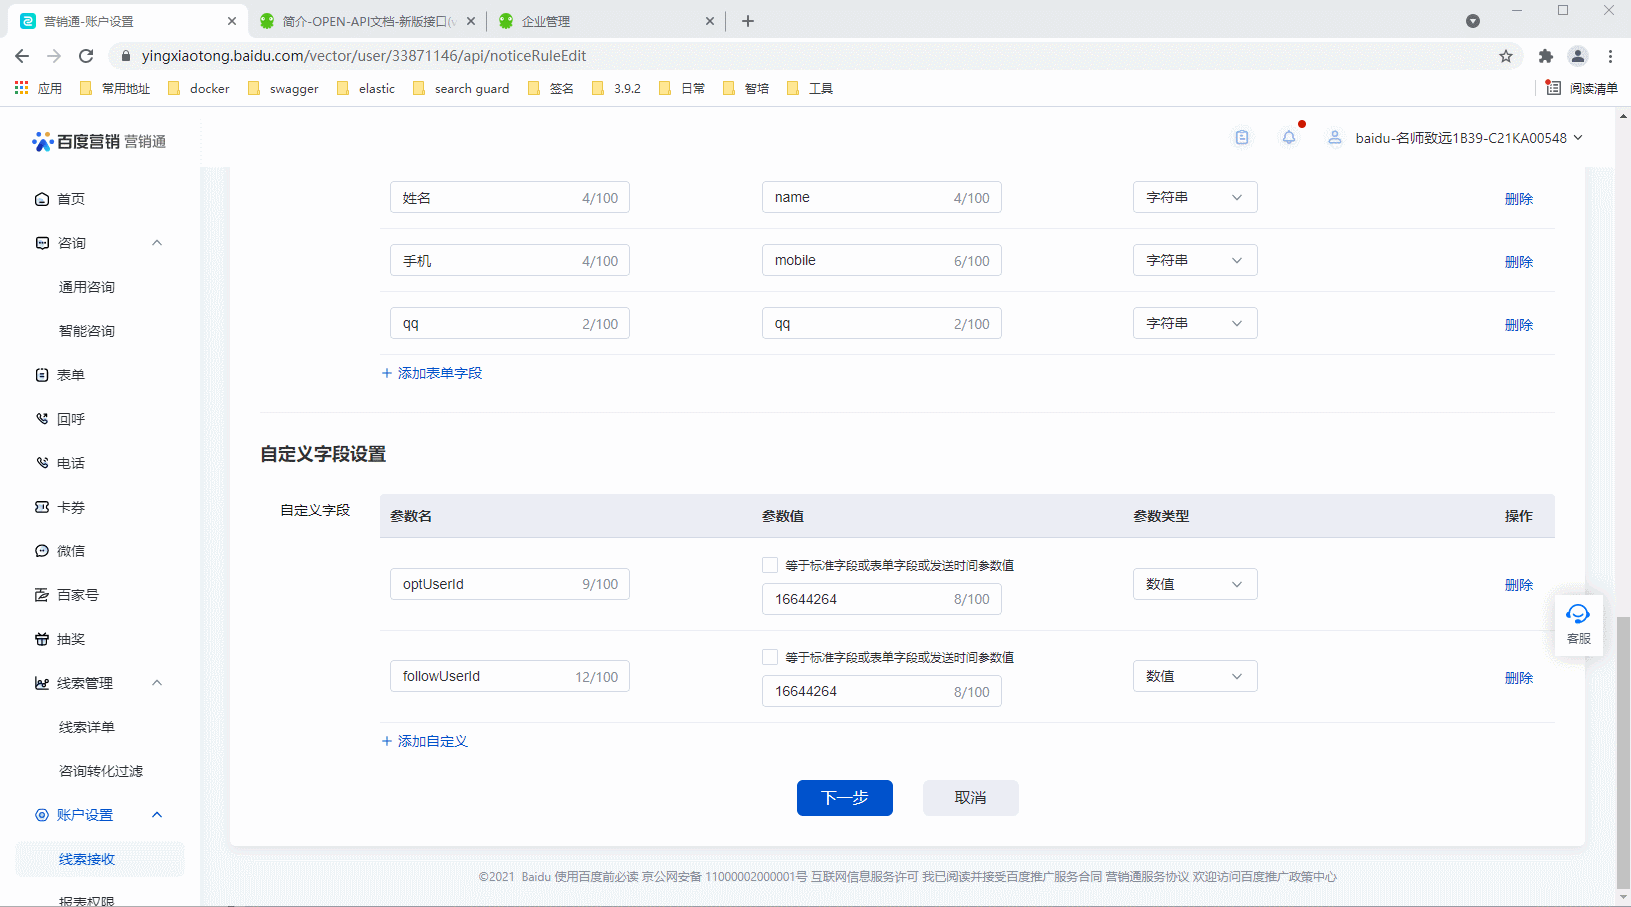 营销通-账户设置
简介-OPEN-API文档-新版接口(v
企业管理
yingxiaotong.baidu.com/vector/user/33871146/api/noticeRuleEdit
应用 常用地址 docker swagger elastic search guard 签名 3.9.2 日常 智培 工具 阅读清单
百度营销 营销通
baidu-名师致远1B39-C21KA00548
首页
咨询
通用咨询
智能咨询
表单
回呼
电话
卡券
微信
百家号
抽奖
线索管理
线索详单
咨询转化过滤
账户设置
线索接收
报表权限
姓名 4/100 name 4/100 字符串 删除
手机 4/100 mobile 6/100 字符串 删除
qq 2/100 qq 2/100 字符串 删除
+ 添加表单字段
自定义字段设置
自定义字段 参数名 参数值 参数类型 操作
等于标准字段或表单字段或发送时间参数值
optUserId 9/100 16644264 8/100 数值 删除
等于标准字段或表单字段或发送时间参数值
followUserId 12/100 16644264 8/100 数值 删除
+ 添加自定义
下一步 取消
客服
©2021 Baidu 使用百度前必读 京公网安备 11000002000001号 互联网信息服务许可 我已阅读并接受百度推广服务合同 营销通服务协议 欢迎访问百度推广政策中心